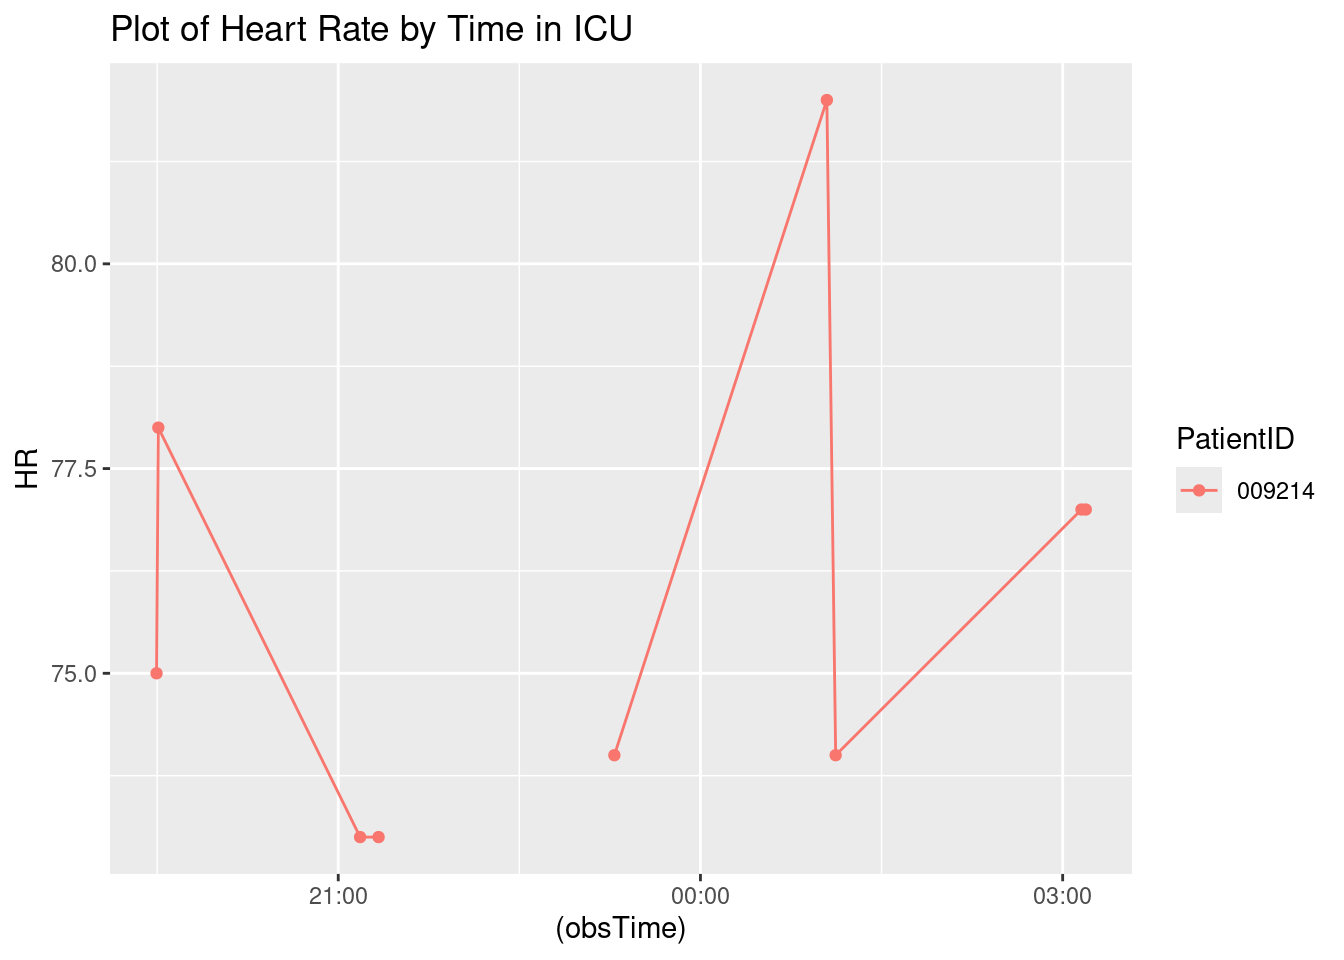 Plot of Heart Rate by Time in ICU
80.0
77.5
75.0
HR
21:00
00:00
03:00
(obsTime)
PatientID
009214